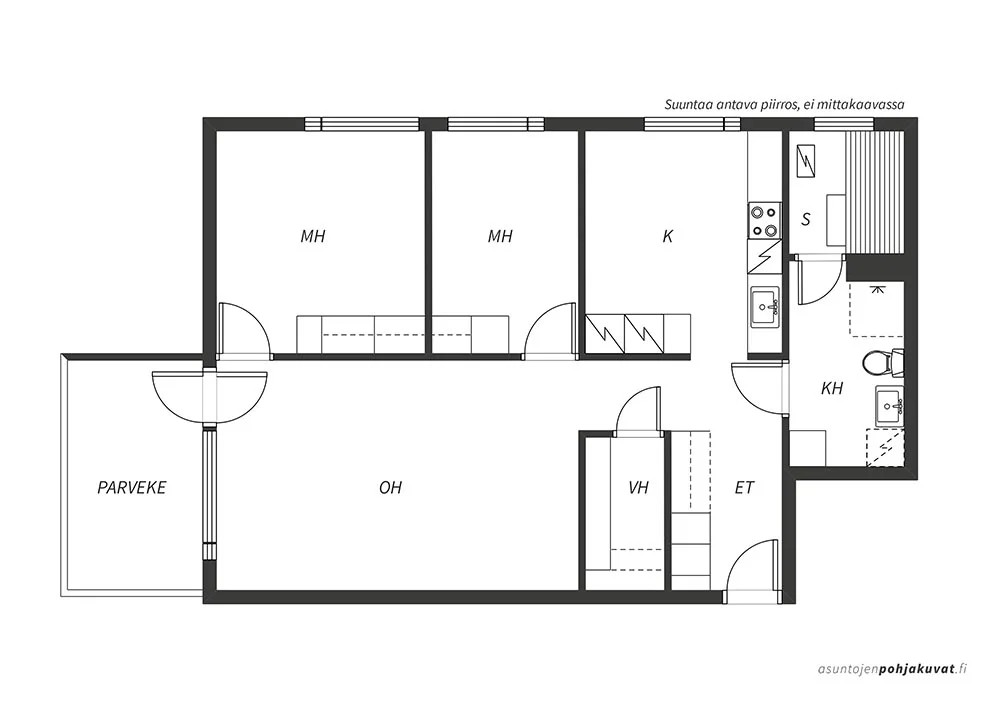 Suuntaa antava piirros, ei mittakaavassa
MH
MH
K
S
KH
PARVEKE
OH
VH
ET
asuntojenpohjakuvat.fi